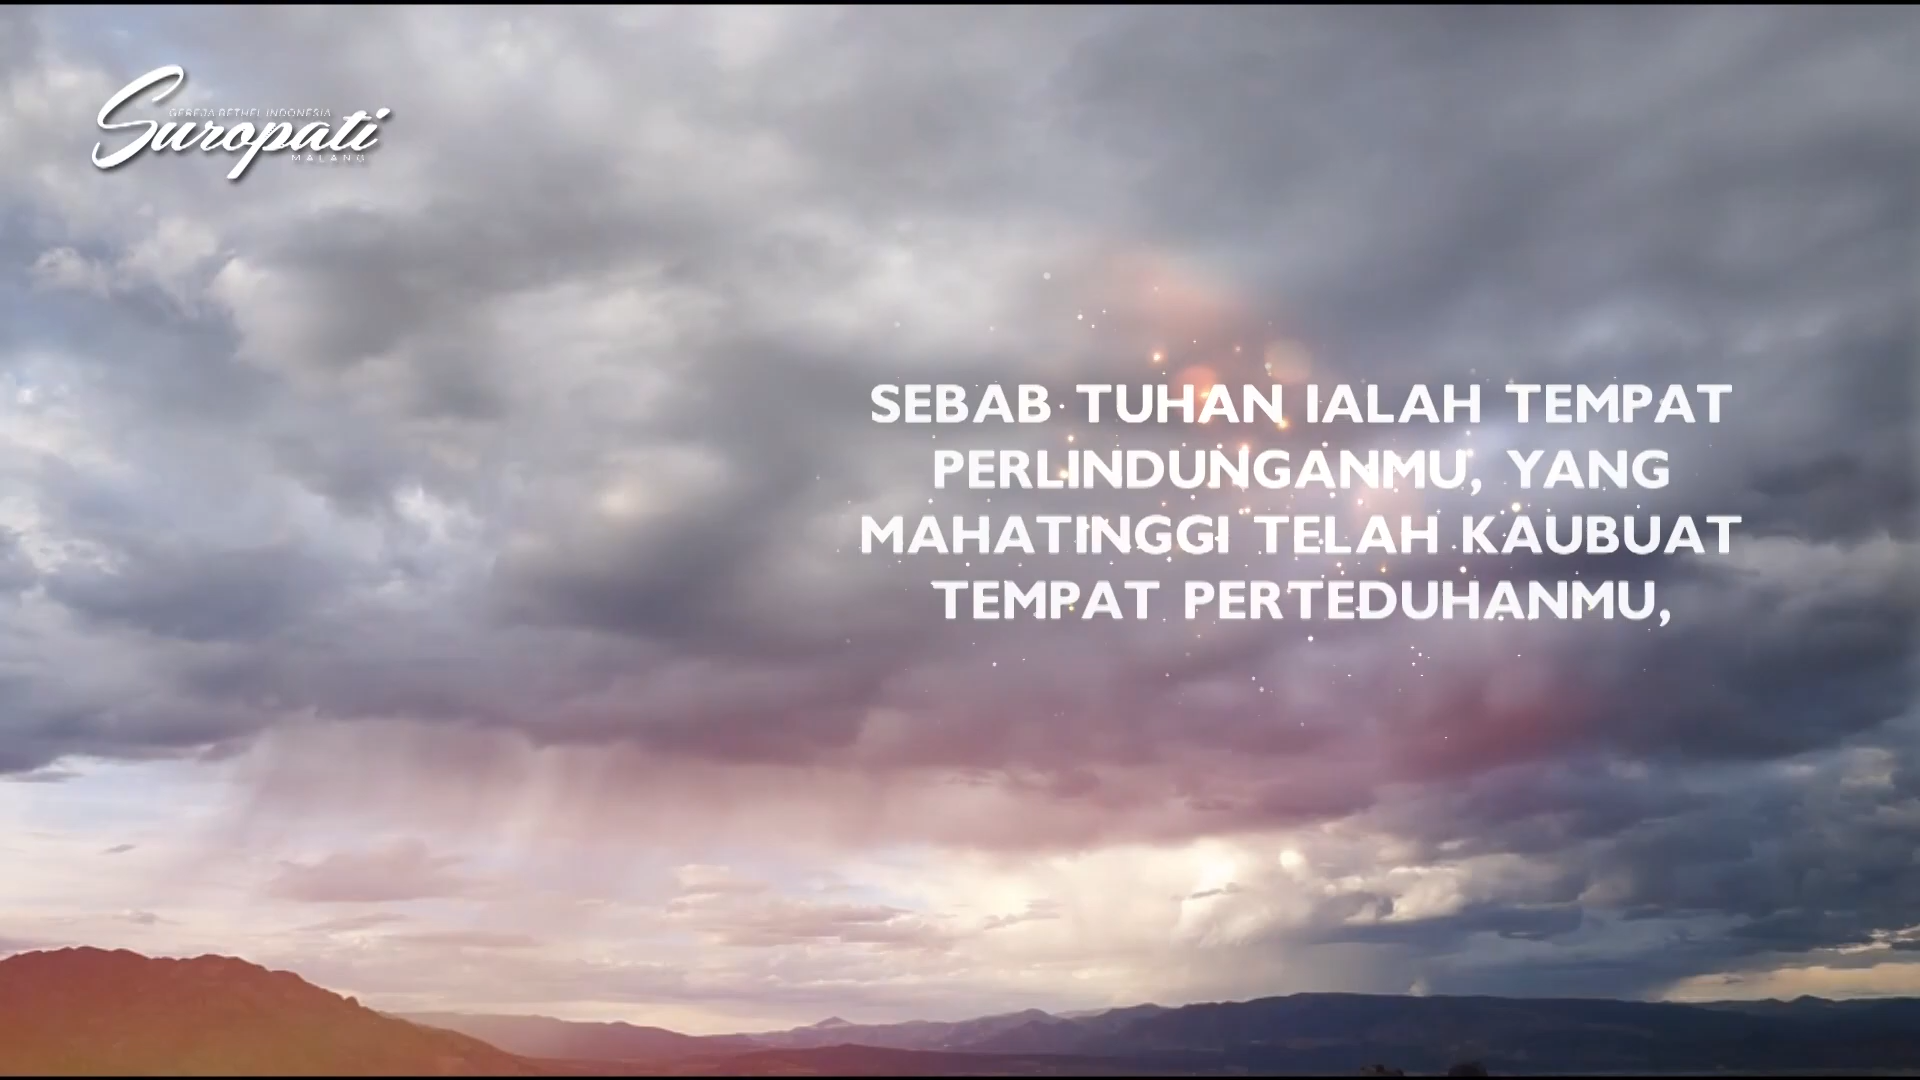 GEREJA BETHEL INDONESIA
Suropati
MALANG
SEBAB TUHAN IALAH TEMPAT
PERLINDUNGANMU, YANG
MAHATINGGI TELAH KAUBUAT
TEMPAT PERTEDUHANMU,